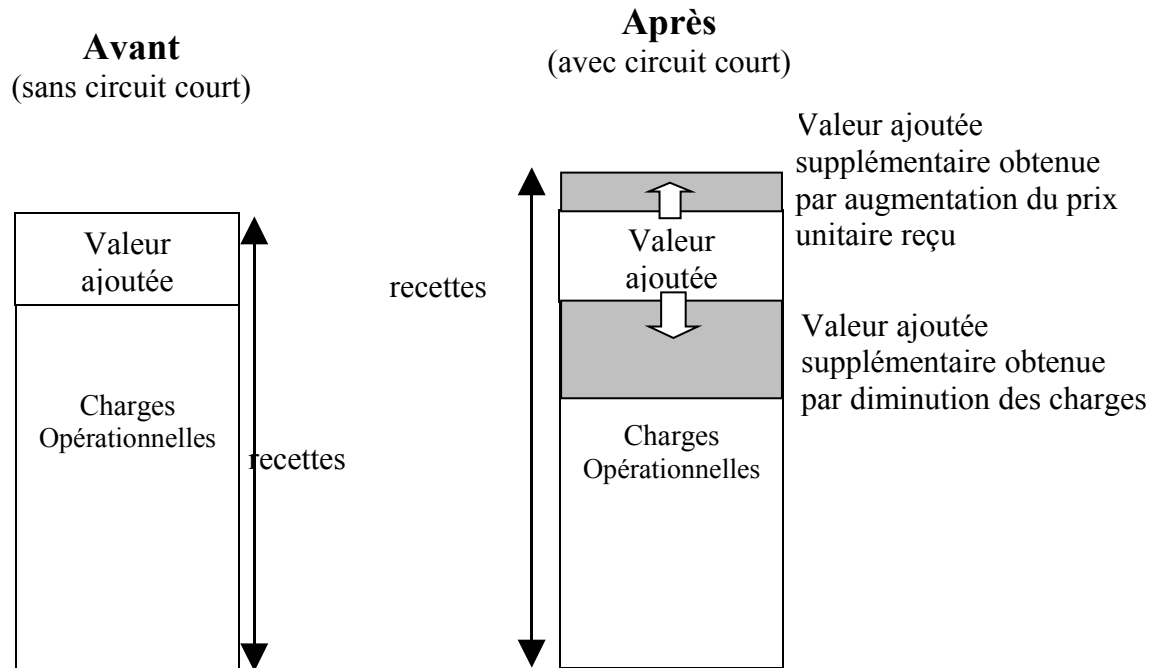 Avant
(sans circuit court)
Valeur
ajoutée
Charges
Opérationnelles
recettes
Après
(avec circuit court)
recettes
Valeur
ajoutée
Charges
Opérationnelles
Valeur ajoutée
supplémentaire obtenue
par augmentation du prix
unitaire reçu
Valeur ajoutée
supplémentaire obtenue
par diminution des charges